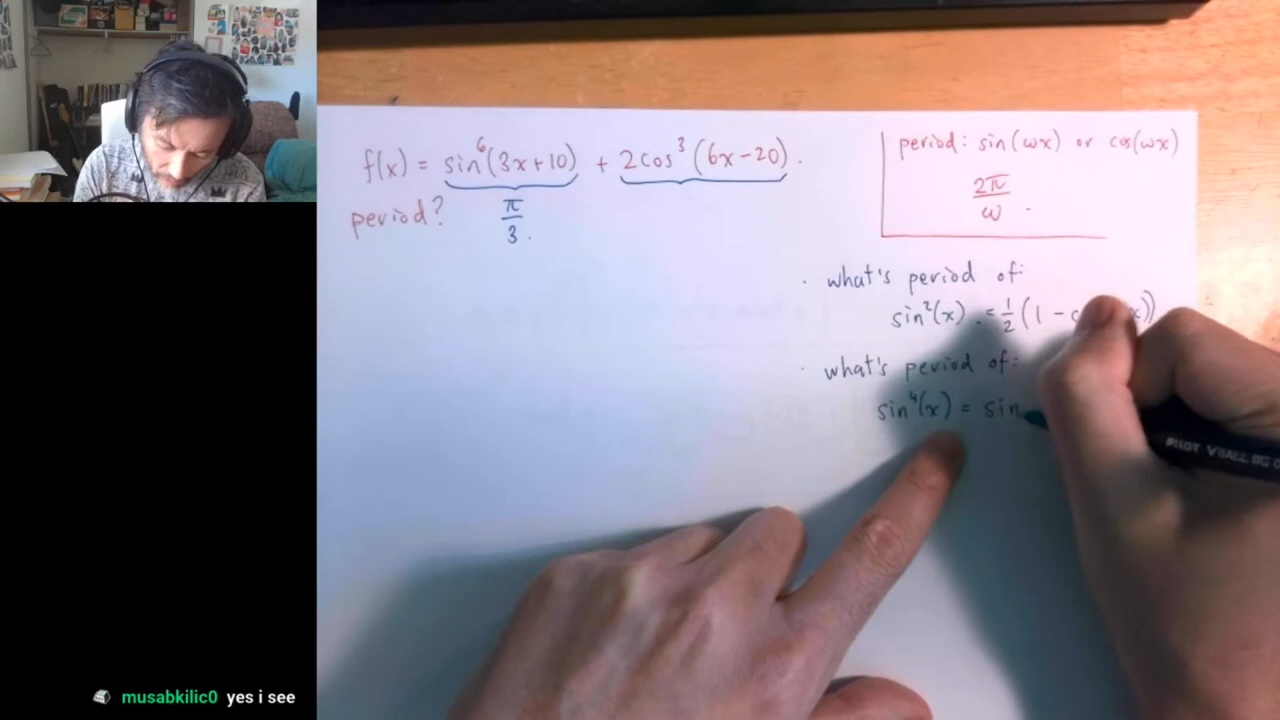 f(x) = sin⁶(3x+10) + 2cos³(6x-20).
period?
π
3.
period: sin(ωx) or cos(ωx)
2π
ω.
· what's period of:
sin²(x) = ½(1 -
· what's period of:
sin⁴(x) = sin
PILOT VBALL
musabkilic0 yes i see